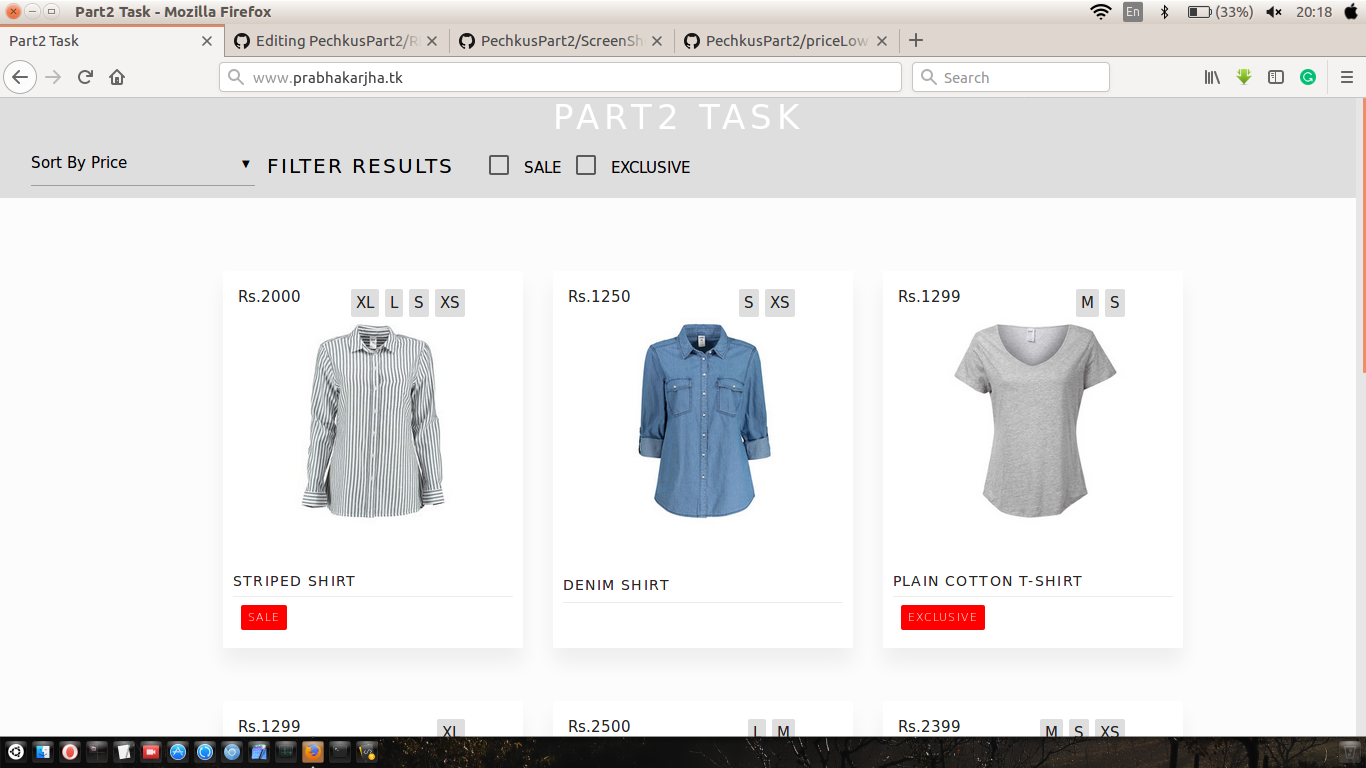 Part2 Task - Mozilla Firefox
En (33%) 20:18
Part2 Task Editing PechkusPart2/R PechkusPart2/ScreenSh PechkusPart2/priceLow
www.prabhakarjha.tk Search
PART2 TASK
Sort By Price FILTER RESULTS SALE EXCLUSIVE
Rs.2000 XL L S XS
Rs.1250 S XS
Rs.1299 M S
STRIPED SHIRT
DENIM SHIRT
PLAIN COTTON T-SHIRT
SALE
EXCLUSIVE
Rs.1299 XL
Rs.2500 L M
Rs.2399 M S XS